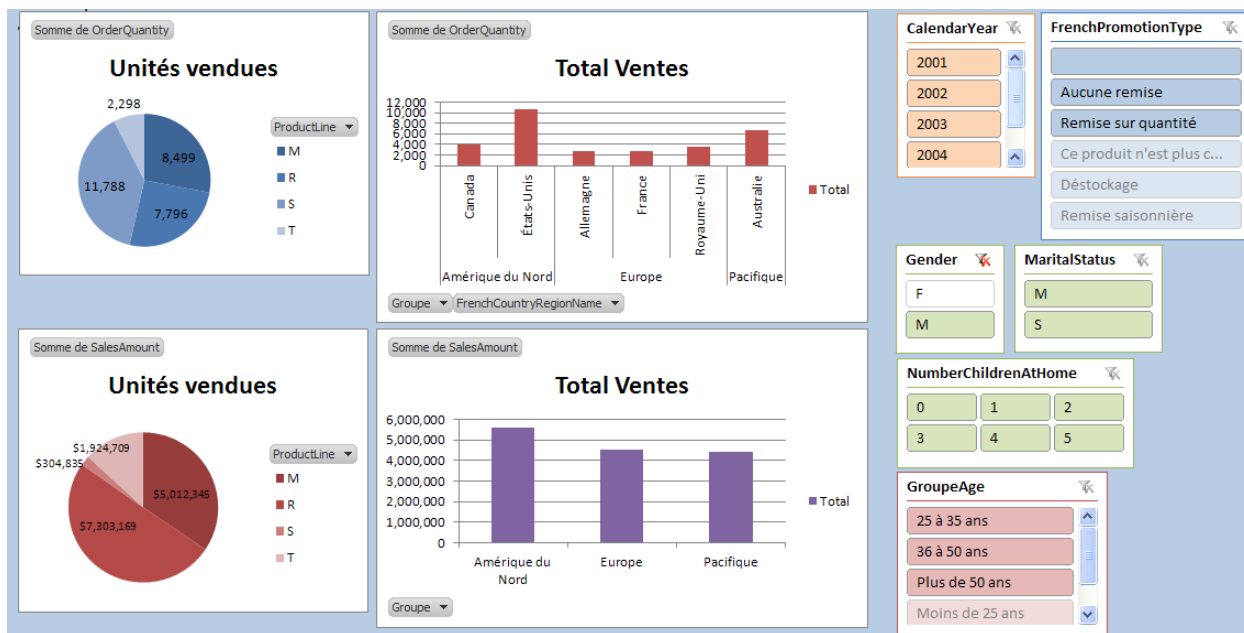 Somme de OrderQuantity
Unités vendues
2,298
8,499
11,788
7,796
ProductLine
M
R
S
T
Somme de OrderQuantity
Total Ventes
12,000
10,000
8,000
6,000
4,000
2,000
0
Canada
États-Unis
Allemagne
France
Royaume-Uni
Australie
Amérique du Nord
Europe
Pacifique
Total
Groupe
FrenchCountryRegionName
CalendarYear
2001
2002
2003
2004
FrenchPromotionType
Aucune remise
Remise sur quantité
Ce produit n'est plus c...
Déstockage
Remise saisonnière
Gender
F
M
MaritalStatus
M
S
NumberChildrenAtHome
0 1 2
3 4 5
Somme de SalesAmount
Unités vendues
$1,924,709
$304,835
$5,012,345
$7,303,169
ProductLine
M
R
S
T
Somme de SalesAmount
Total Ventes
6,000,000
5,000,000
4,000,000
3,000,000
2,000,000
1,000,000
0
Amérique du
Nord
Europe
Pacifique
Total
Groupe
GroupeAge
25 à 35 ans
36 à 50 ans
Plus de 50 ans
Moins de 25 ans